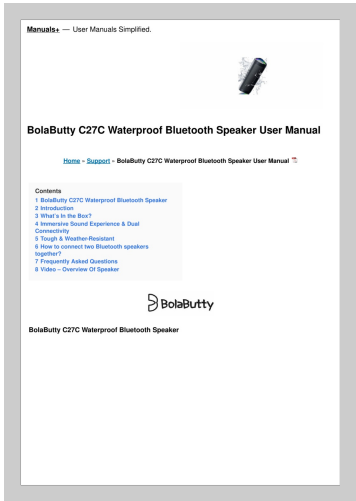 Manuals+ — User Manuals Simplified.
BolaButty C27C Waterproof Bluetooth Speaker User Manual
Home » Support » BolaButty C27C Waterproof Bluetooth Speaker User Manual
Contents
1 BolaButty C27C Waterproof Bluetooth Speaker
2 Introduction
3 What's In the Box?
4 Immersive Sound Experience & Dual
Connectivity
5 Tough & Weather-Resistant
6 How to connect two Bluetooth speakers
together?
7 Frequently Asked Questions
8 Video – Overview Of Speaker
BolaButty
BolaButty C27C Waterproof Bluetooth Speaker